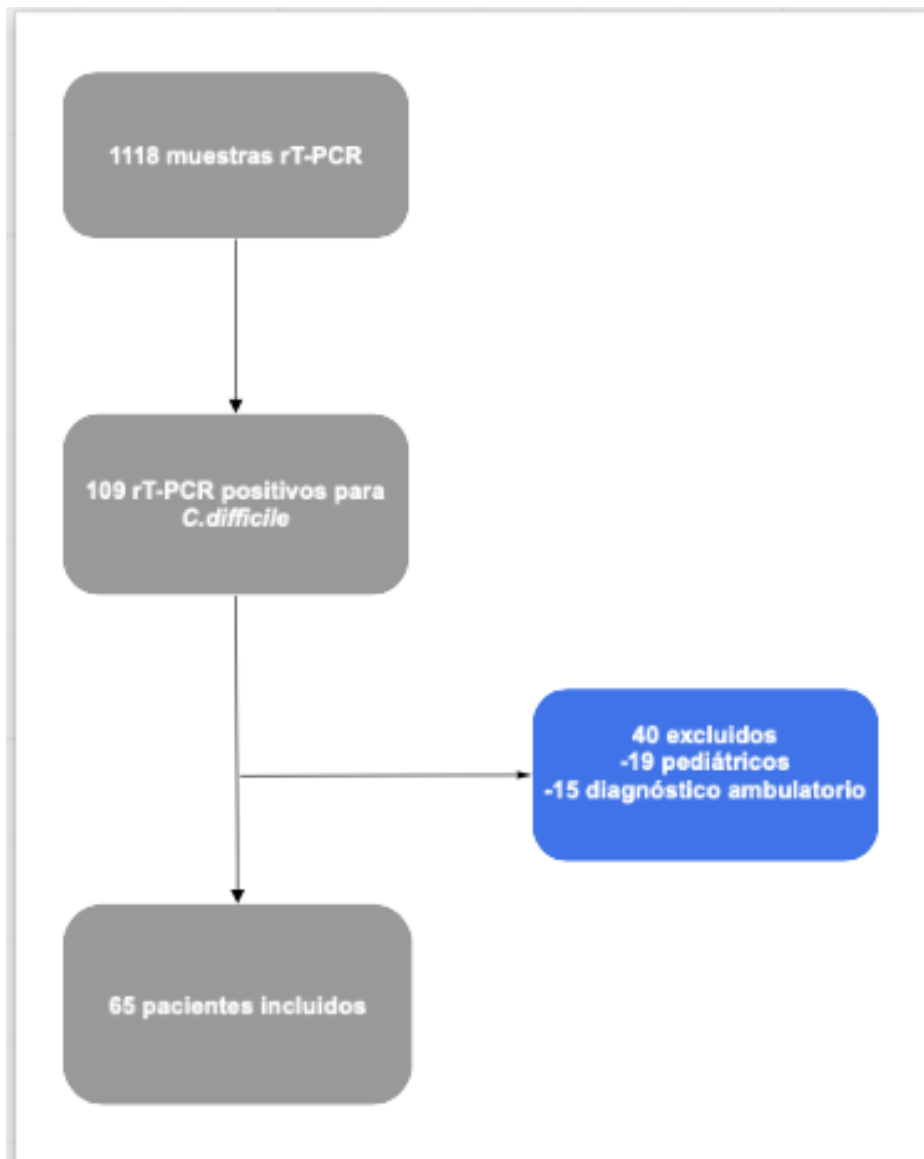 1118 muestras rT-PCR
109 rT-PCR positivos para
C.difficile
40 excluidos
-19 pediátricos
-15 diagnóstico ambulatorio
65 pacientes incluidos